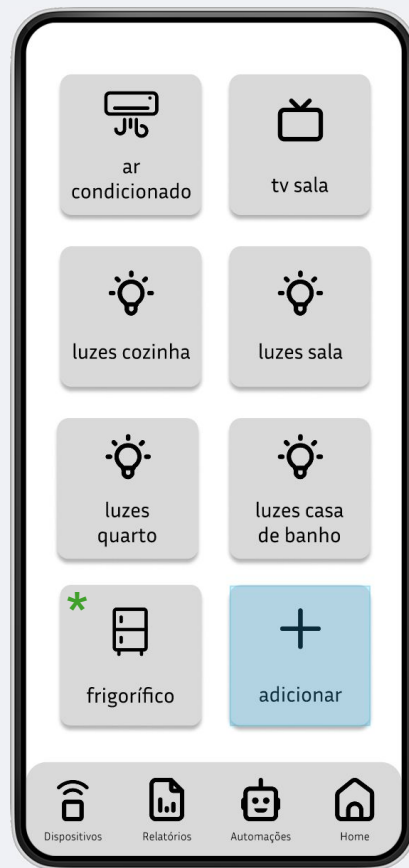 ar
condicionado
tv sala
luzes cozinha
luzes sala
luzes
quarto
luzes casa
de banho
*
frigorífico
adicionar
Dispositivos
Relatórios
Automações
Home